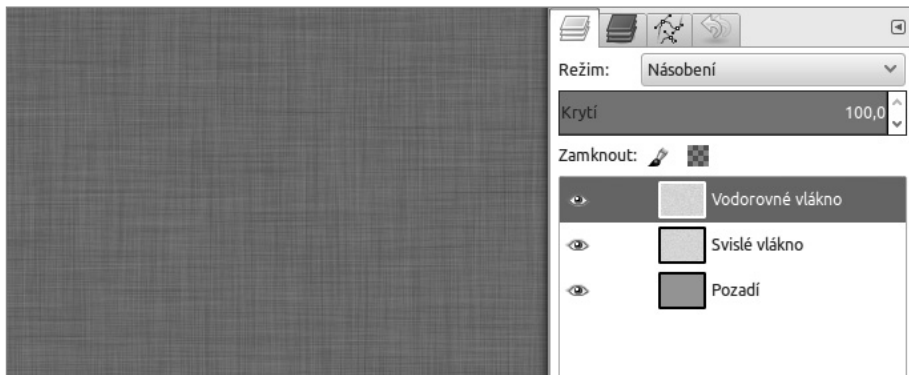 Režim: Násobení
Krytí 100,0
Zamknout:
Vodorovné vlákno
Svislé vlákno
Pozadí